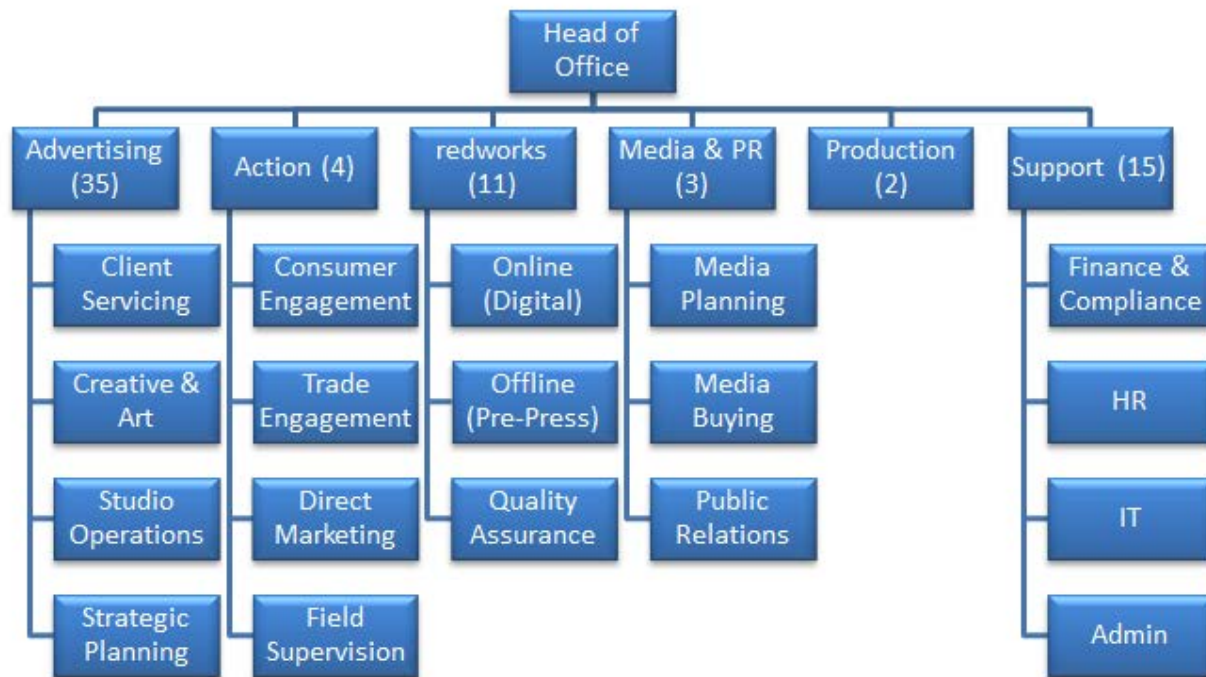 Head of
Office
Advertising
(35)
Action (4)
redworks
(11)
Media & PR
(3)
Production
(2)
Support (15)
Client
Servicing
Creative &
Art
Studio
Operations
Strategic
Planning
Consumer
Engagement
Trade
Engagement
Direct
Marketing
Field
Supervision
Online
(Digital)
Offline
(Pre-Press)
Quality
Assurance
Media
Planning
Media
Buying
Public
Relations
Finance &
Compliance
HR
IT
Admin